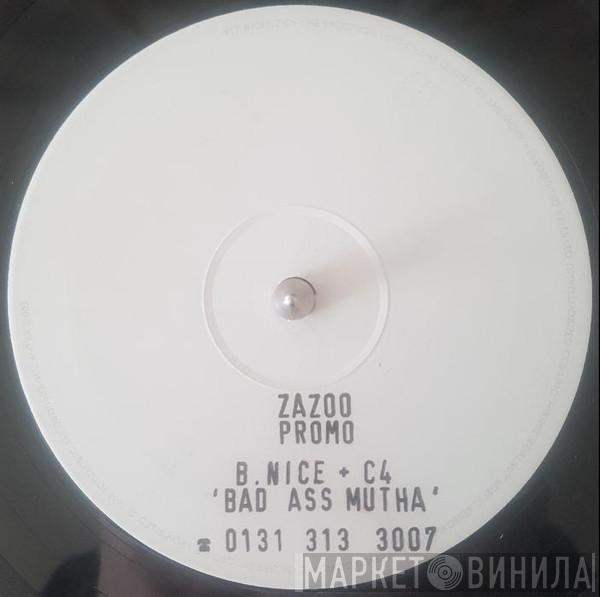 ZAZOO
PROMO
B.NICE + C4
'BAD ASS MUTHA'
☎ 0131 313 3007
МАРКЕТ ВИНИЛА